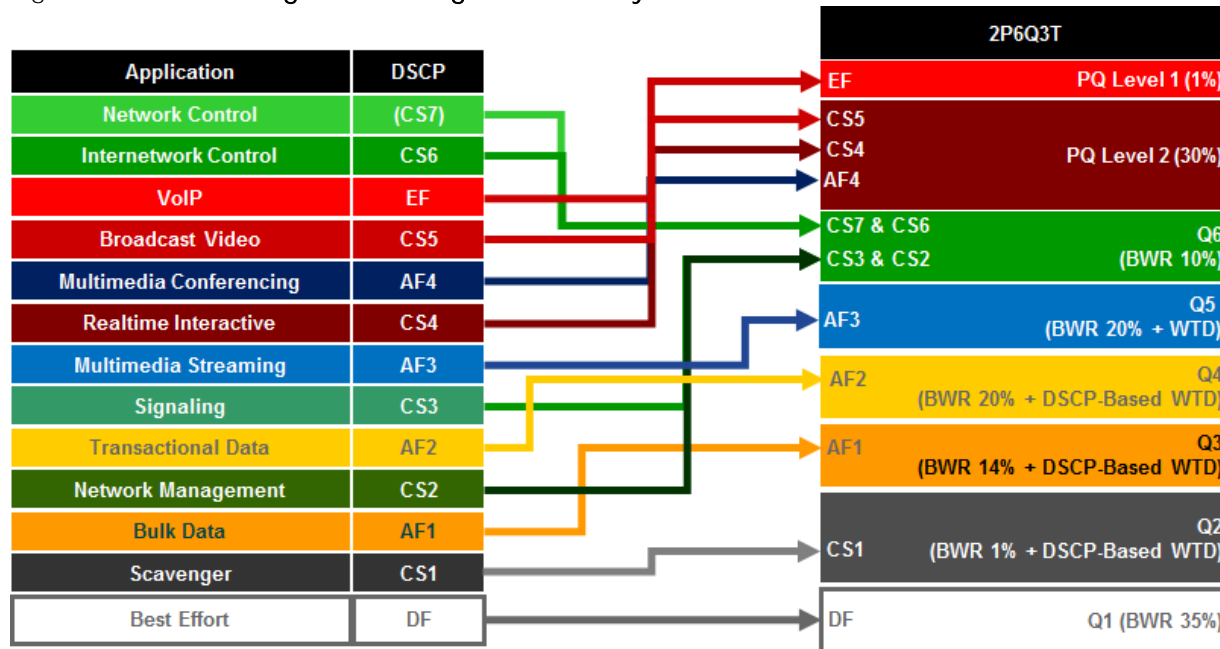 Application DSCP
Network Control (CS7)
Internetwork Control CS6
VoIP EF
Broadcast Video CS5
Multimedia Conferencing AF4
Realtime Interactive CS4
Multimedia Streaming AF3
Signaling CS3
Transactional Data AF2
Network Management CS2
Bulk Data AF1
Scavenger CS1
Best Effort DF
2P6Q3T
EF PQ Level 1 (1%)
CS5
CS4
PQ Level 2 (30%)
AF4
CS7 & CS6
Q6
CS3 & CS2 (BWR 10%)
Q5
AF3
(BWR 20% + WTD)
Q4
AF2
(BWR 20% + DSCP-Based WTD)
Q3
AF1
(BWR 14% + DSCP-Based WTD)
Q2
CS1 (BWR 1% + DSCP-Based WTD)
DF Q1 (BWR 35%)